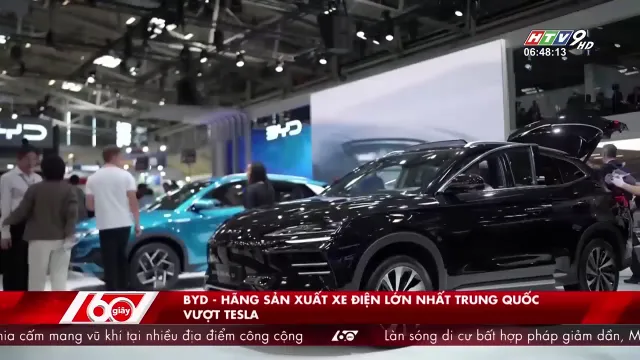 HTV9 HD
06:48:13
BYD
BYD
60 giây
BYD - HÃNG SẢN XUẤT XE ĐIỆN LỚN NHẤT TRUNG QUỐC
VƯỢT TESLA
hia cấm mang vũ khí tại nhiều địa điểm công cộng 60 Làn sóng di cư bất hợp pháp giảm dần, M